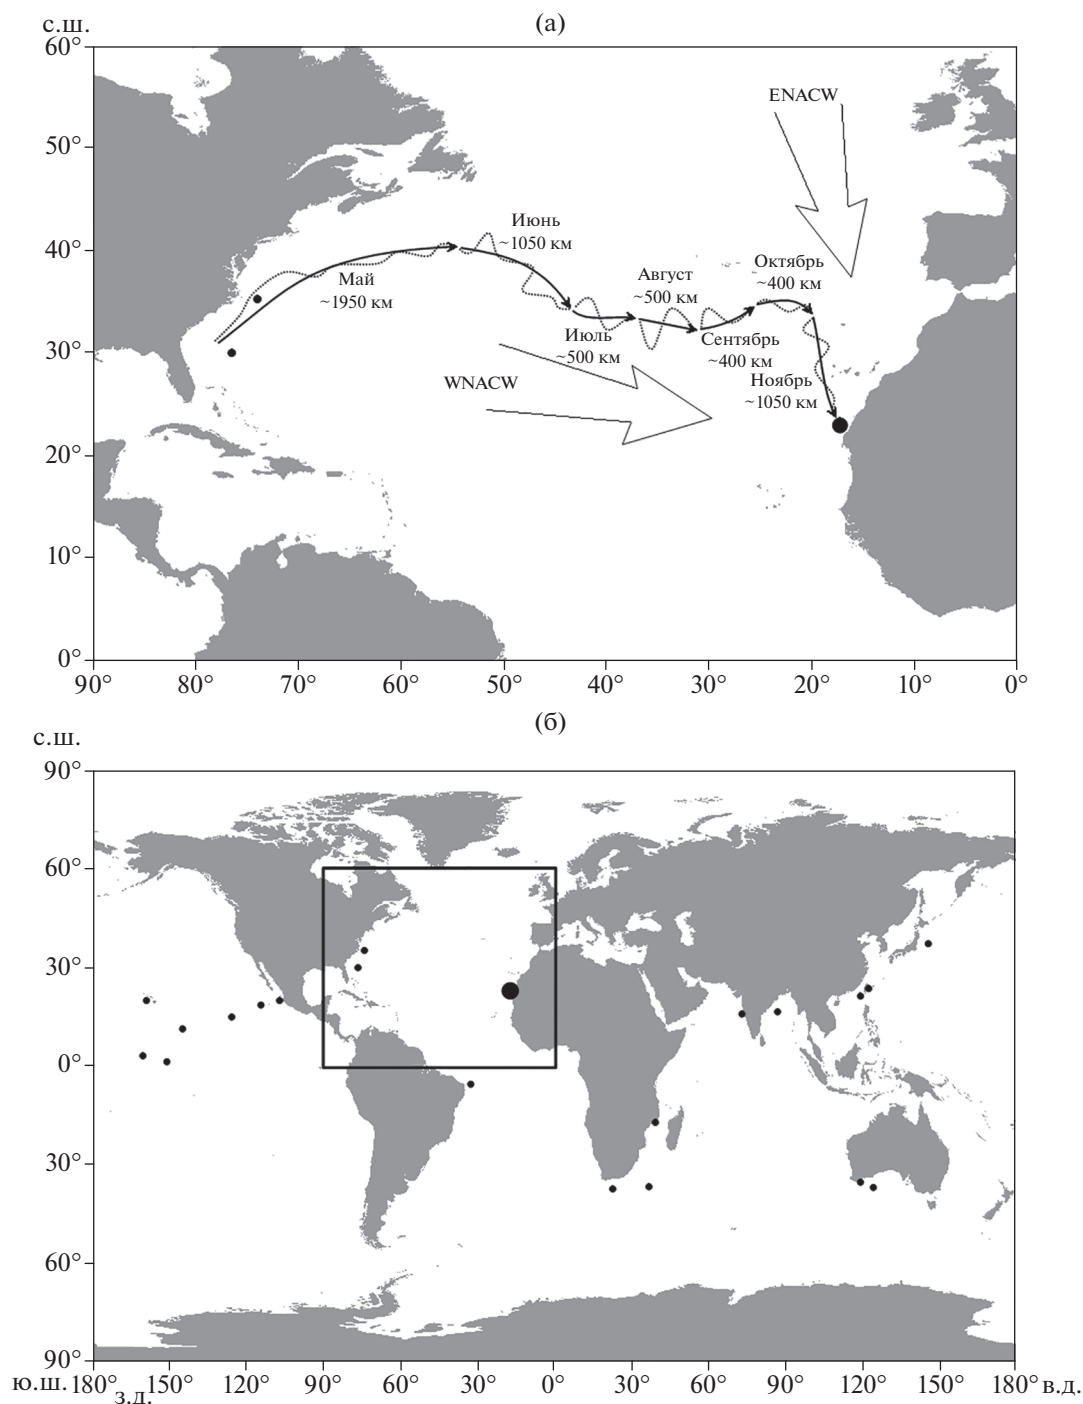 (а)
с.ш.
60°
50°
40°
30°
20°
10°
0°
ENACW
Июнь
~1050 км
Май
~1950 км
Август
~500 км
Октябрь
~400 км
Июль
~500 км
Сентябрь
~400 км
WNACW
Ноябрь
~1050 км
90° 80° 70° 60° 50° 40° 30° 20° 10° 0°
(б)
с.ш.
90°
60°
30°
0°
30°
60°
90°
ю.ш. 180° 150° 120° 90° 60° 30° 0° 30° 60° 90° 120° 150° 180° в.д.
з.д.